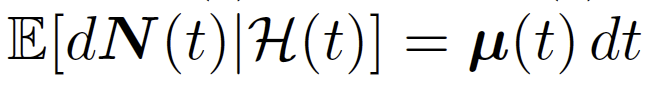 𝔼[d𝑵(t)|ℋ(t)] = 𝝁(t) dt